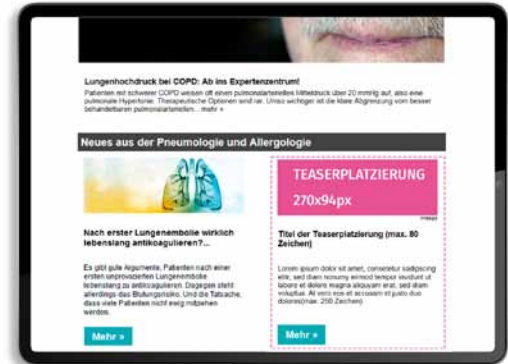 Lungenhochdruck bei COPD: Ab ins Expertenzentrum!
Patienten mit schwerer COPD weisen oft einen pulmonalarteriellen Mitteldruck über 20 mmHg auf, also eine
pulmonale Hypertonie. Therapeutische Optionen sind rar. Umso wichtiger ist die klare Abgrenzung vom besser
behandelbaren pulmonalarteriellen... mehr »
Neues aus der Pneumologie und Allergologie
Nach erster Lungenembolie wirklich
lebenslang antikoagulieren?...
Es gibt gute Argumente, Patienten nach einer
ersten unprovozierten Lungenembolie
lebenslang zu antikoagulieren. Dagegen steht
allerdings das Blutungsrisiko. Und die Tatsache,
dass viele Patienten nicht ewig mitziehen
werden.
Mehr »
TEASERPLATZIERUNG
270x94px
Titel der Teaserplatzierung (max. 80
Zeichen)
Lorem ipsum dolor sit amet, consetetur sadipscing
elitr, sed diam nonumy eirmod tempor invidunt ut
labore et dolore magna aliquyam erat, sed diam
voluptua. At vero eos et accusam et justo duo
dolores(max. 250 Zeichen)
Mehr »